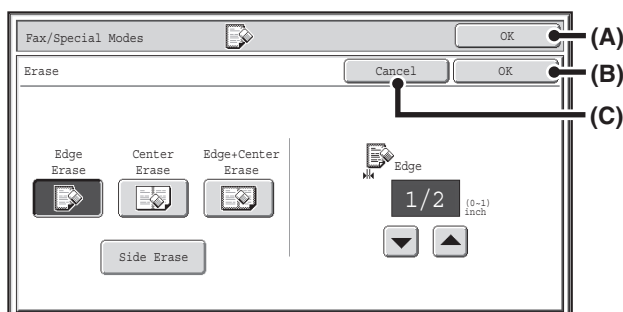 Fax/Special Modes
OK
(A)
Erase
Cancel
OK
(B)
(C)
Edge
Erase
Center
Erase
Edge+Center
Erase
Edge
1/2
(0~1)
inch
Side Erase